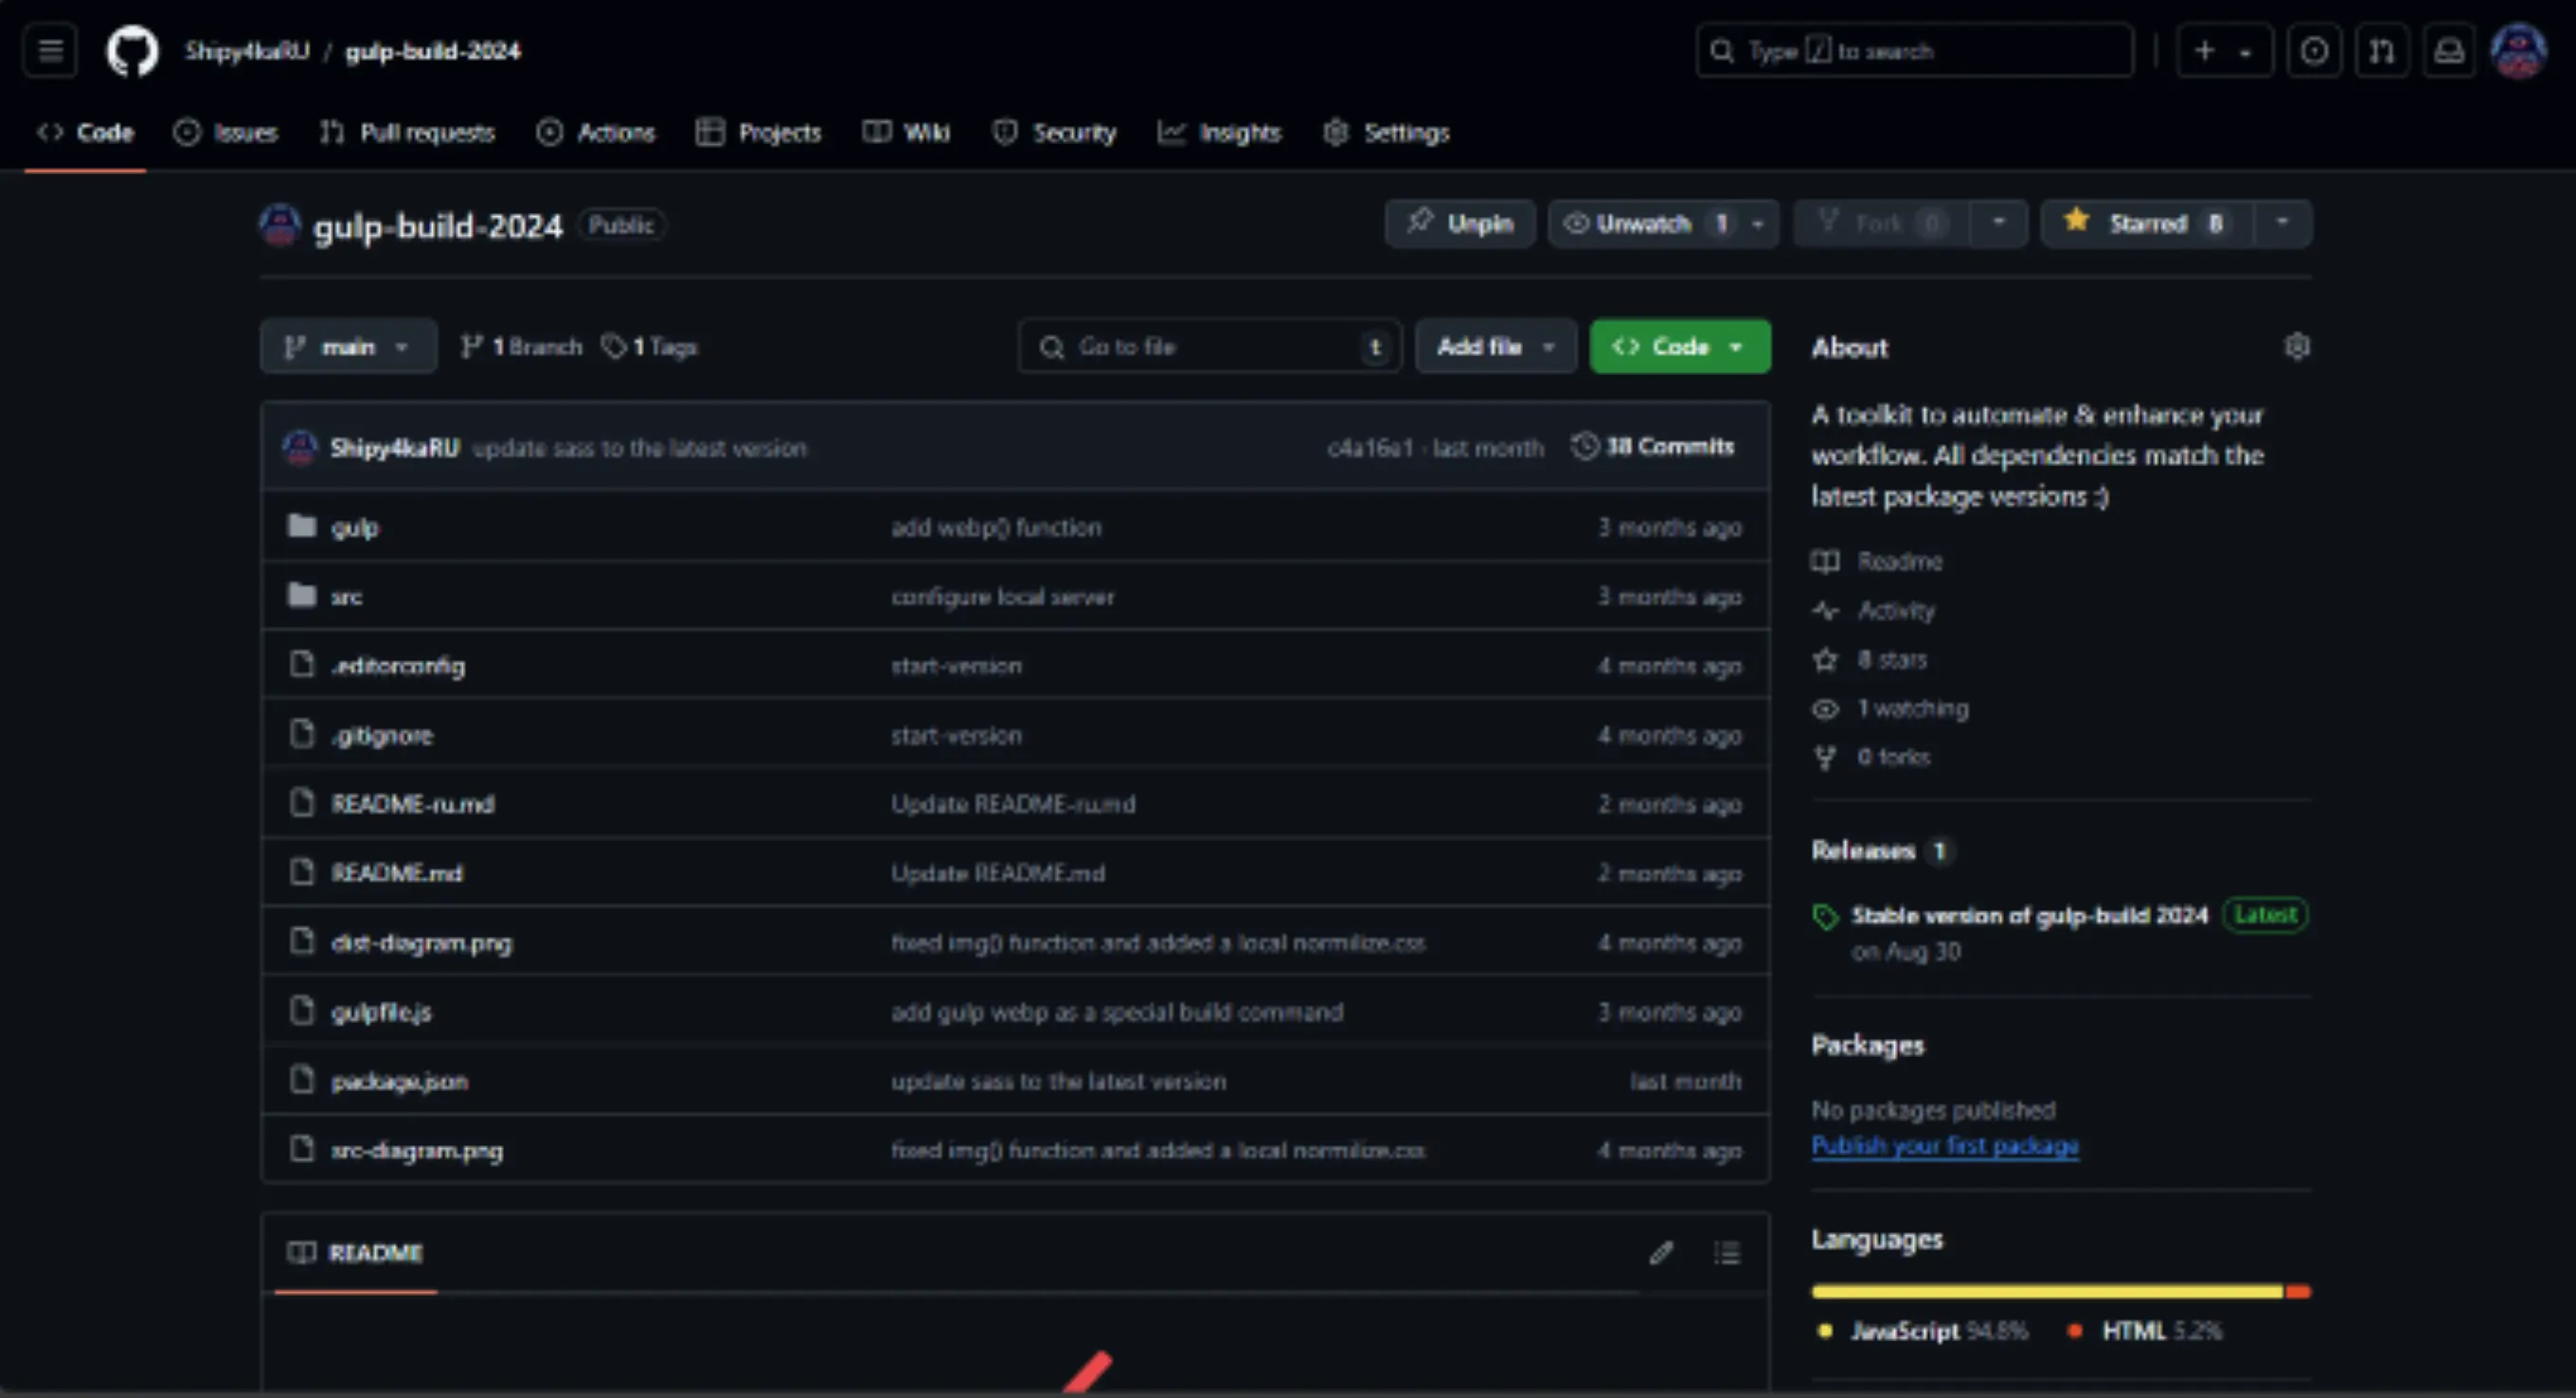 Shipy4kaRU / gulp-build-2024
Type / to search
Code Issues Pull requests Actions Projects Wiki Security Insights Settings
gulp-build-2024 Public
Unpin Unwatch 1 Fork 0 Starred 8
main 1 Branch 1 Tags
Go to file t Add file Code
Shipy4kaRU update sass to the latest version c4a16e1 · last month 38 Commits
gulp add webp() function 3 months ago
src configure local server 3 months ago
.editorconfig start-version 4 months ago
.gitignore start-version 4 months ago
README-ru.md Update README-ru.md 2 months ago
README.md Update README.md 2 months ago
dist-diagram.png fixed img() function and added a local normilize.css 4 months ago
gulpfile.js add gulp webp as a special build command 3 months ago
package.json update sass to the latest version last month
src-diagram.png fixed img() function and added a local normilize.css 4 months ago
README
About
A toolkit to automate & enhance your
workflow. All dependencies match the
latest package versions :)
Readme
Activity
8 stars
1 watching
0 forks
Releases 1
Stable version of gulp-build 2024 Latest
on Aug 30
Packages
No packages published
Publish your first package
Languages
JavaScript 94.8% HTML 5.2%